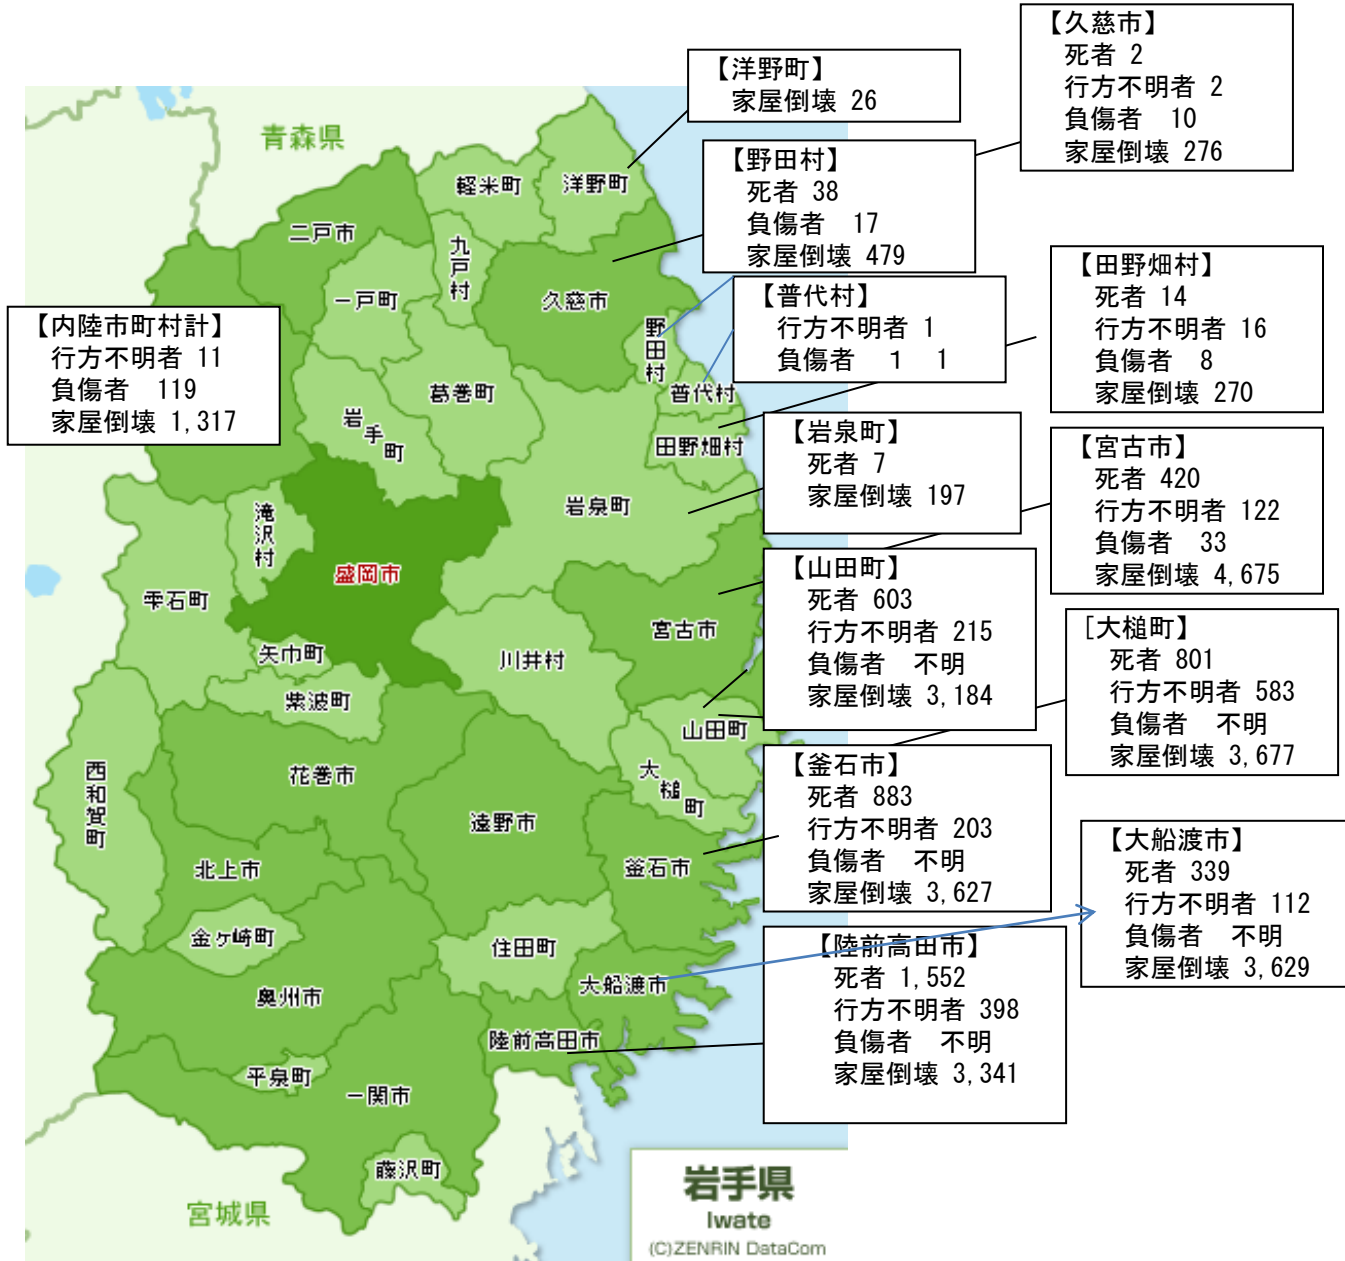 【久慈市】
死者 2
行方不明者 2
負傷者 10
家屋倒壊 276
【洋野町】
家屋倒壊 26
【野田村】
死者 38
負傷者 17
家屋倒壊 479
【普代村】
行方不明者 1
負傷者 1 1
【田野畑村】
死者 14
行方不明者 16
負傷者 8
家屋倒壊 270
【内陸市町村計】
行方不明者 11
負傷者 119
家屋倒壊 1,317
【岩泉町】
死者 7
家屋倒壊 197
【宮古市】
死者 420
行方不明者 122
負傷者 33
家屋倒壊 4,675
【山田町】
死者 603
行方不明者 215
負傷者 不明
家屋倒壊 3,184
[大槌町】
死者 801
行方不明者 583
負傷者 不明
家屋倒壊 3,677
【釜石市】
死者 883
行方不明者 203
負傷者 不明
家屋倒壊 3,627
【大船渡市】
死者 339
行方不明者 112
負傷者 不明
家屋倒壊 3,629
【陸前高田市】
死者 1,552
行方不明者 398
負傷者 不明
家屋倒壊 3,341
青森県
軽米町
洋野町
二戸市
九戸村
一戸町
久慈市
野田村
普代村
葛巻町
岩手町
田野畑村
岩泉町
滝沢村
盛岡市
雫石町
宮古市
矢巾町
川井村
紫波町
山田町
大槌町
西和賀町
花巻市
遠野市
釜石市
北上市
金ヶ崎町
住田町
大船渡市
奥州市
陸前高田市
平泉町
一関市
藤沢町
宮城県
岩手県
Iwate
(C)ZENRIN DataCom